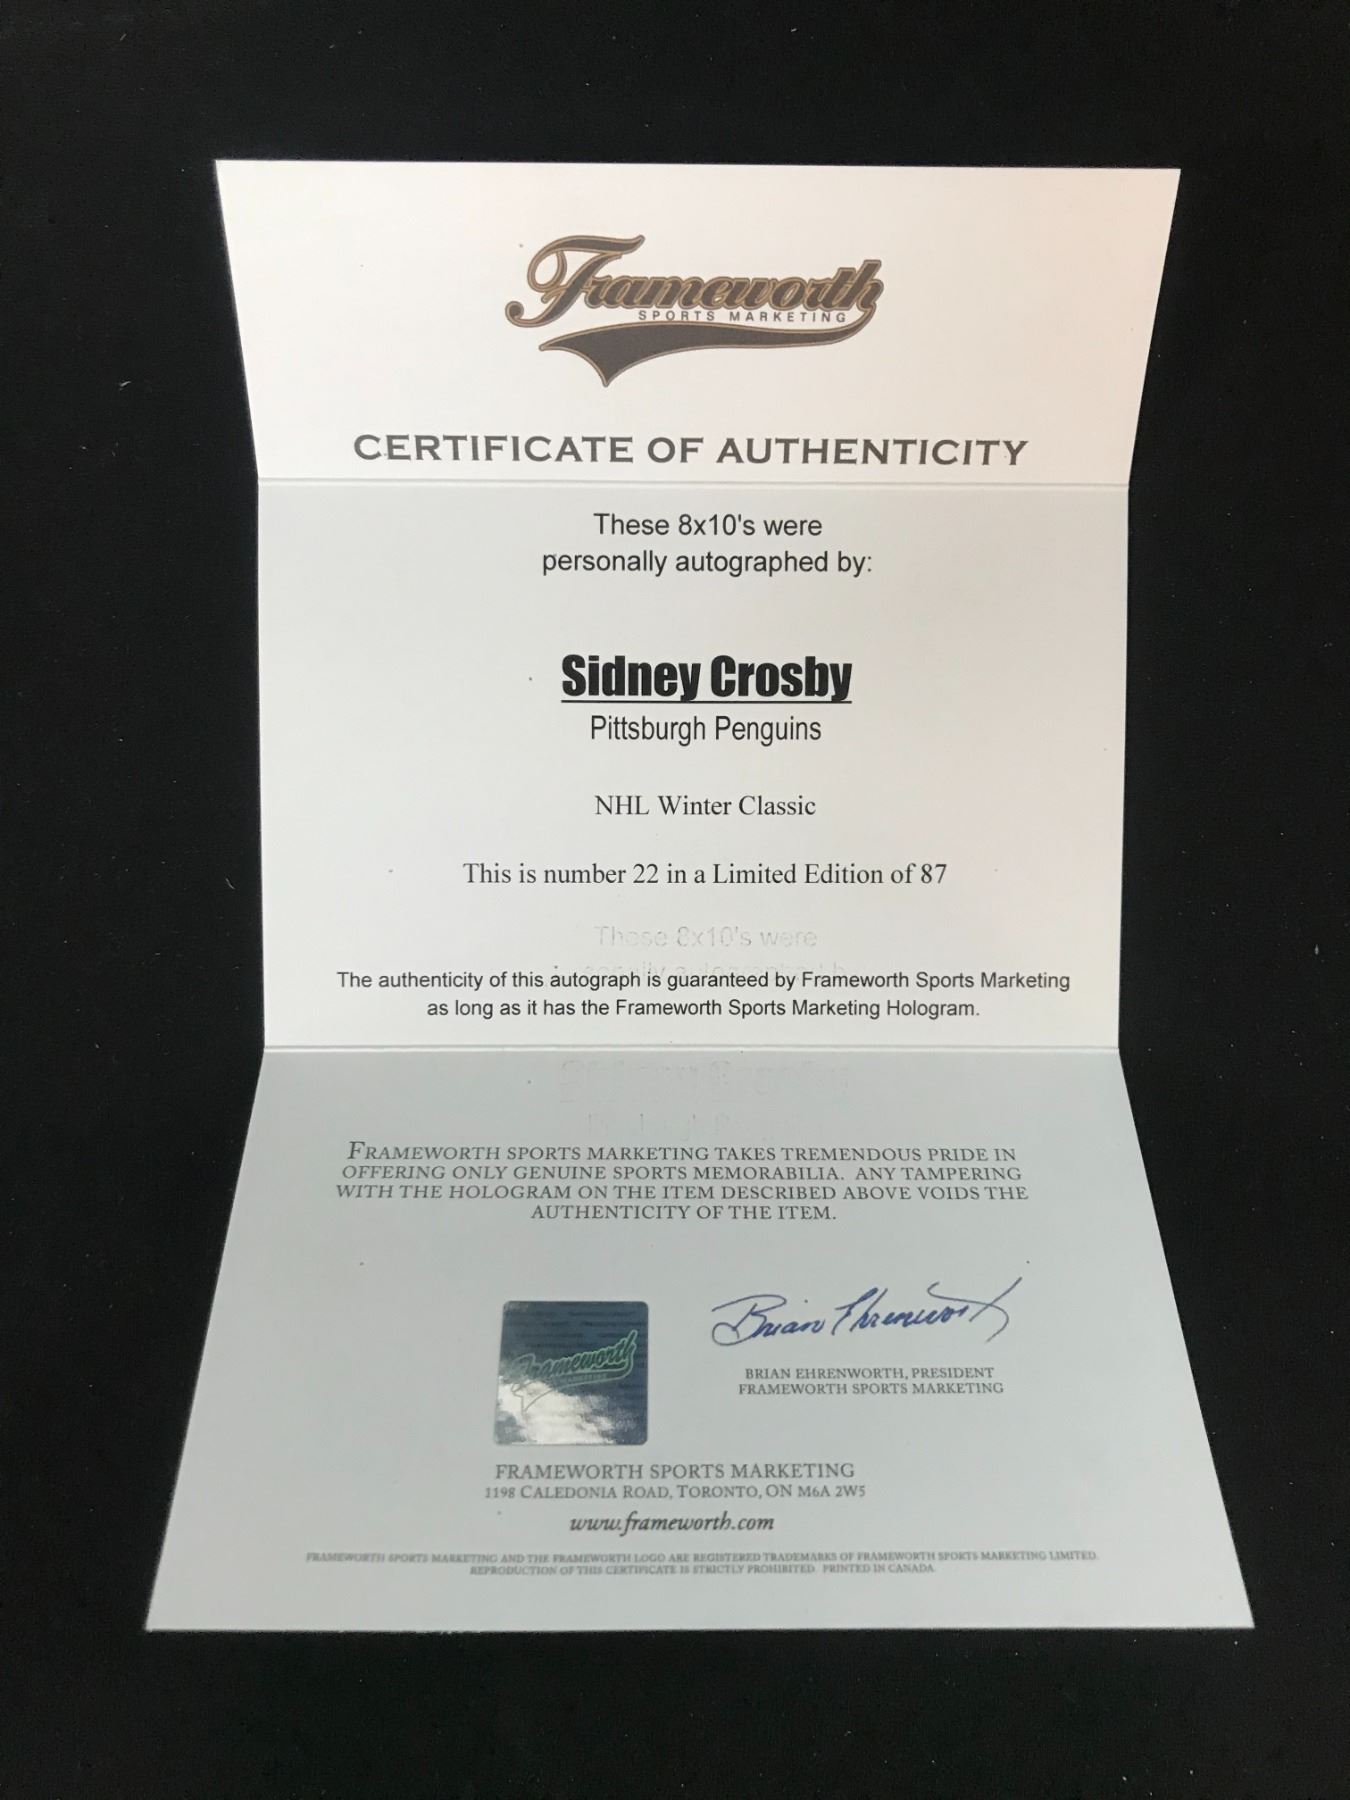 Frameworth
SPORTS MARKETING
CERTIFICATE OF AUTHENTICITY
These 8x10's were
personally autographed by:
Sidney Crosby
Pittsburgh Penguins
NHL Winter Classic
This is number 22 in a Limited Edition of 87
These 8x10's were
The authenticity of this autograph is guaranteed by Frameworth Sports Marketing
as long as it has the Frameworth Sports Marketing Hologram.
FRAMEWORTH SPORTS MARKETING TAKES TREMENDOUS PRIDE IN
OFFERING ONLY GENUINE SPORTS MEMORABILIA. ANY TAMPERING
WITH THE HOLOGRAM ON THE ITEM DESCRIBED ABOVE VOIDS THE
AUTHENTICITY OF THE ITEM.
Frameworth
Brian Ehrenworth
BRIAN EHRENWORTH, PRESIDENT
FRAMEWORTH SPORTS MARKETING
FRAMEWORTH SPORTS MARKETING
1198 CALEDONIA ROAD, TORONTO, ON M6A 2W5
www.frameworth.com
FRAMEWORTH SPORTS MARKETING AND THE FRAMEWORTH LOGO ARE REGISTERED TRADEMARKS OF FRAMEWORTH SPORTS MARKETING LIMITED.
REPRODUCTION OF THIS CERTIFICATE IS STRICTLY PROHIBITED. PRINTED IN CANADA